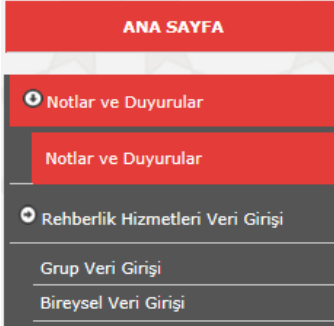 ANA SAYFA
Notlar ve Duyurular
Notlar ve Duyurular
Rehberlik Hizmetleri Veri Girişi
Grup Veri Girişi
Bireysel Veri Girişi